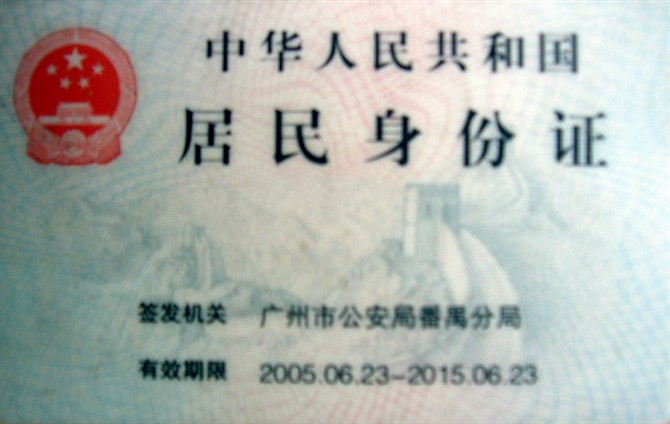 中华人民共和国
居民身份证
签发机关 广州市公安局番禺分局
有效期限 2005.06.23-2015.06.23